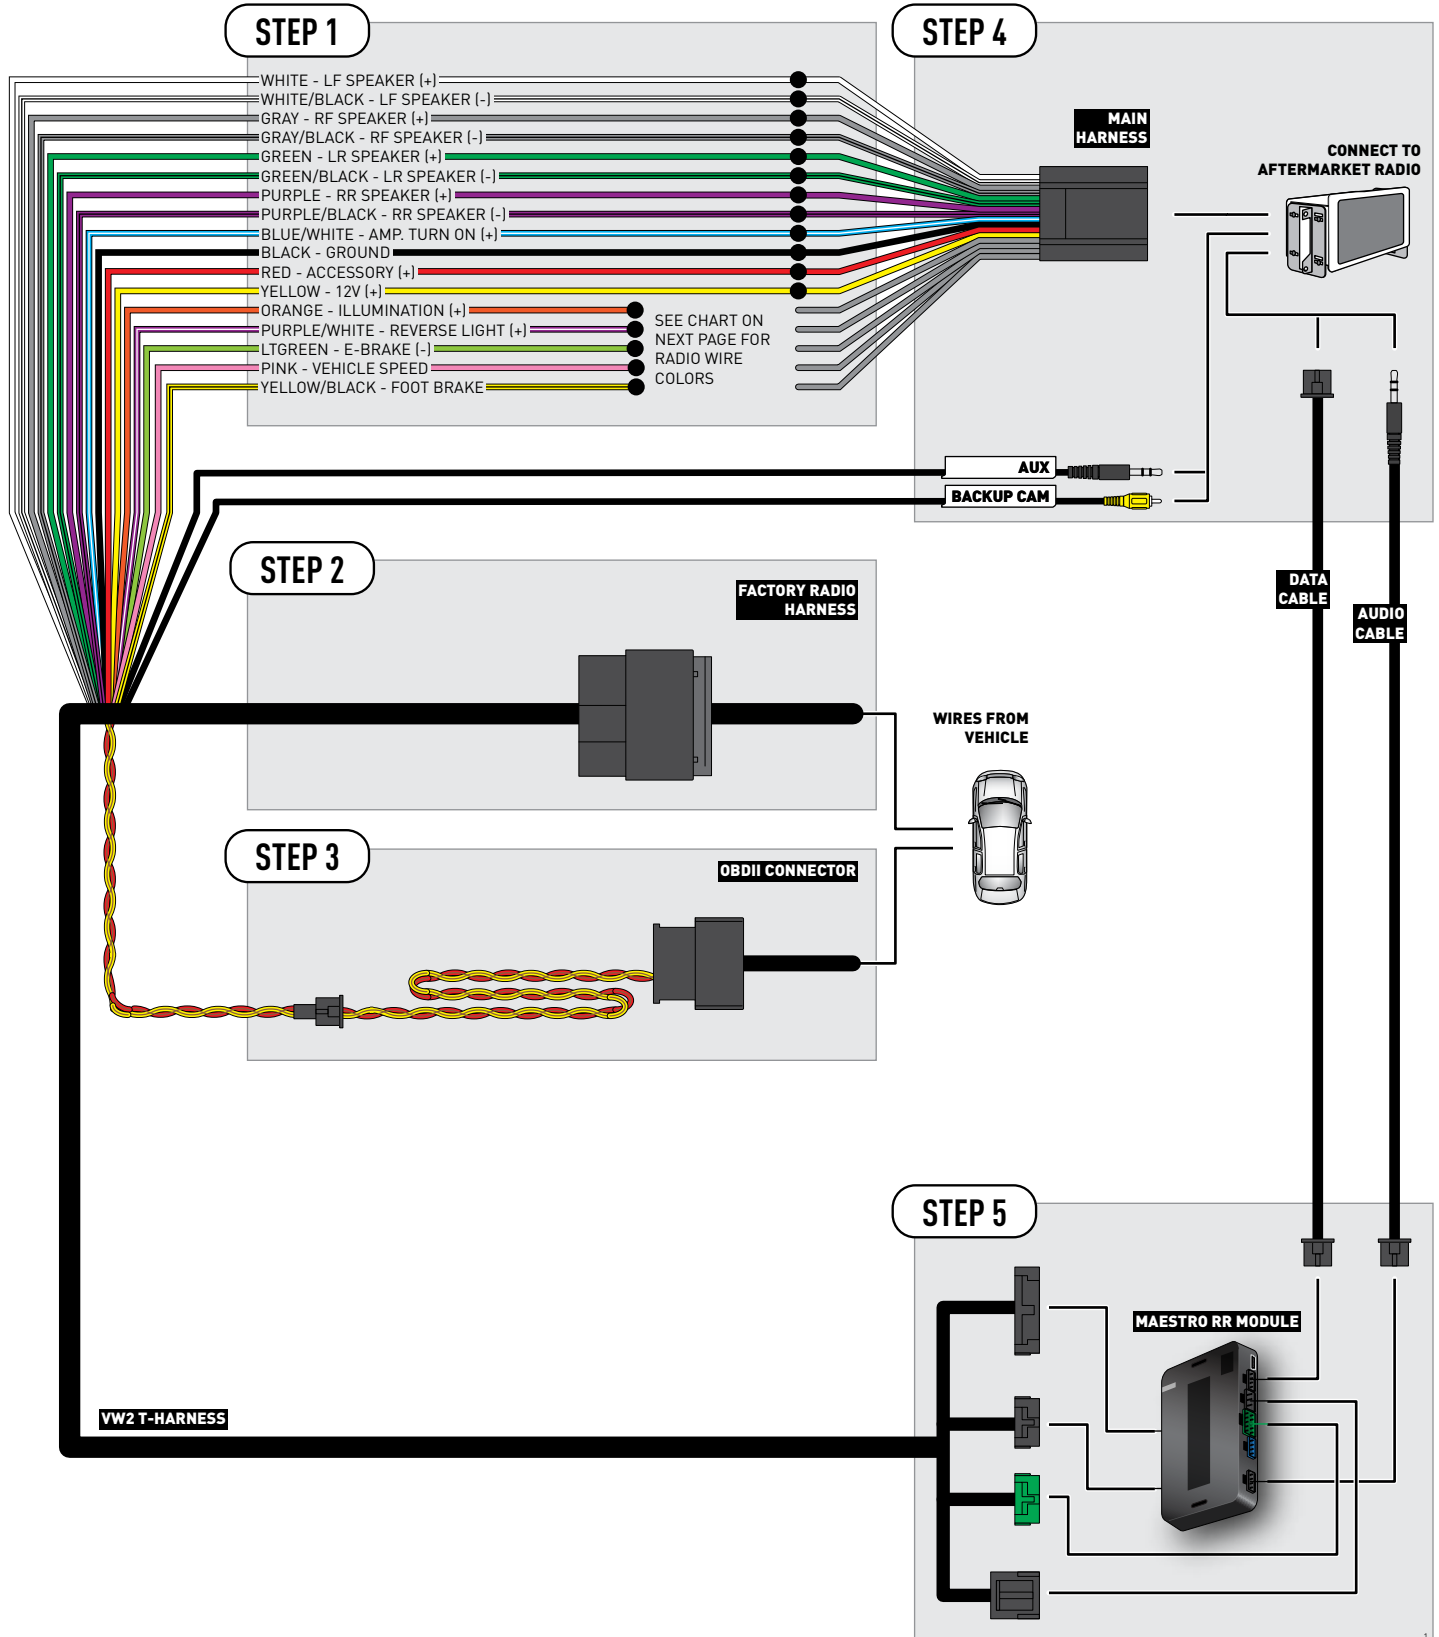 STEP 1
WHITE - LF SPEAKER (+)
WHITE/BLACK - LF SPEAKER (-)
GRAY - RF SPEAKER (+)
GRAY/BLACK - RF SPEAKER (-)
GREEN - LR SPEAKER (+)
GREEN/BLACK - LR SPEAKER (-)
PURPLE - RR SPEAKER (+)
PURPLE/BLACK - RR SPEAKER (-)
BLUE/WHITE - AMP. TURN ON (+)
BLACK - GROUND
RED - ACCESSORY (+)
YELLOW - 12V (+)
ORANGE - ILLUMINATION (+)
PURPLE/WHITE - REVERSE LIGHT (+)
LTGREEN - E-BRAKE (-)
PINK - VEHICLE SPEED
YELLOW/BLACK - FOOT BRAKE
SEE CHART ON
NEXT PAGE FOR
RADIO WIRE
COLORS
STEP 4
MAIN
HARNESS
CONNECT TO
AFTERMARKET RADIO
AUX
BACKUP CAM
DATA
CABLE
AUDIO
CABLE
STEP 2
FACTORY RADIO
HARNESS
WIRES FROM
VEHICLE
STEP 3
OBDII CONNECTOR
STEP 5
MAESTRO RR MODULE
VW2 T-HARNESS
1